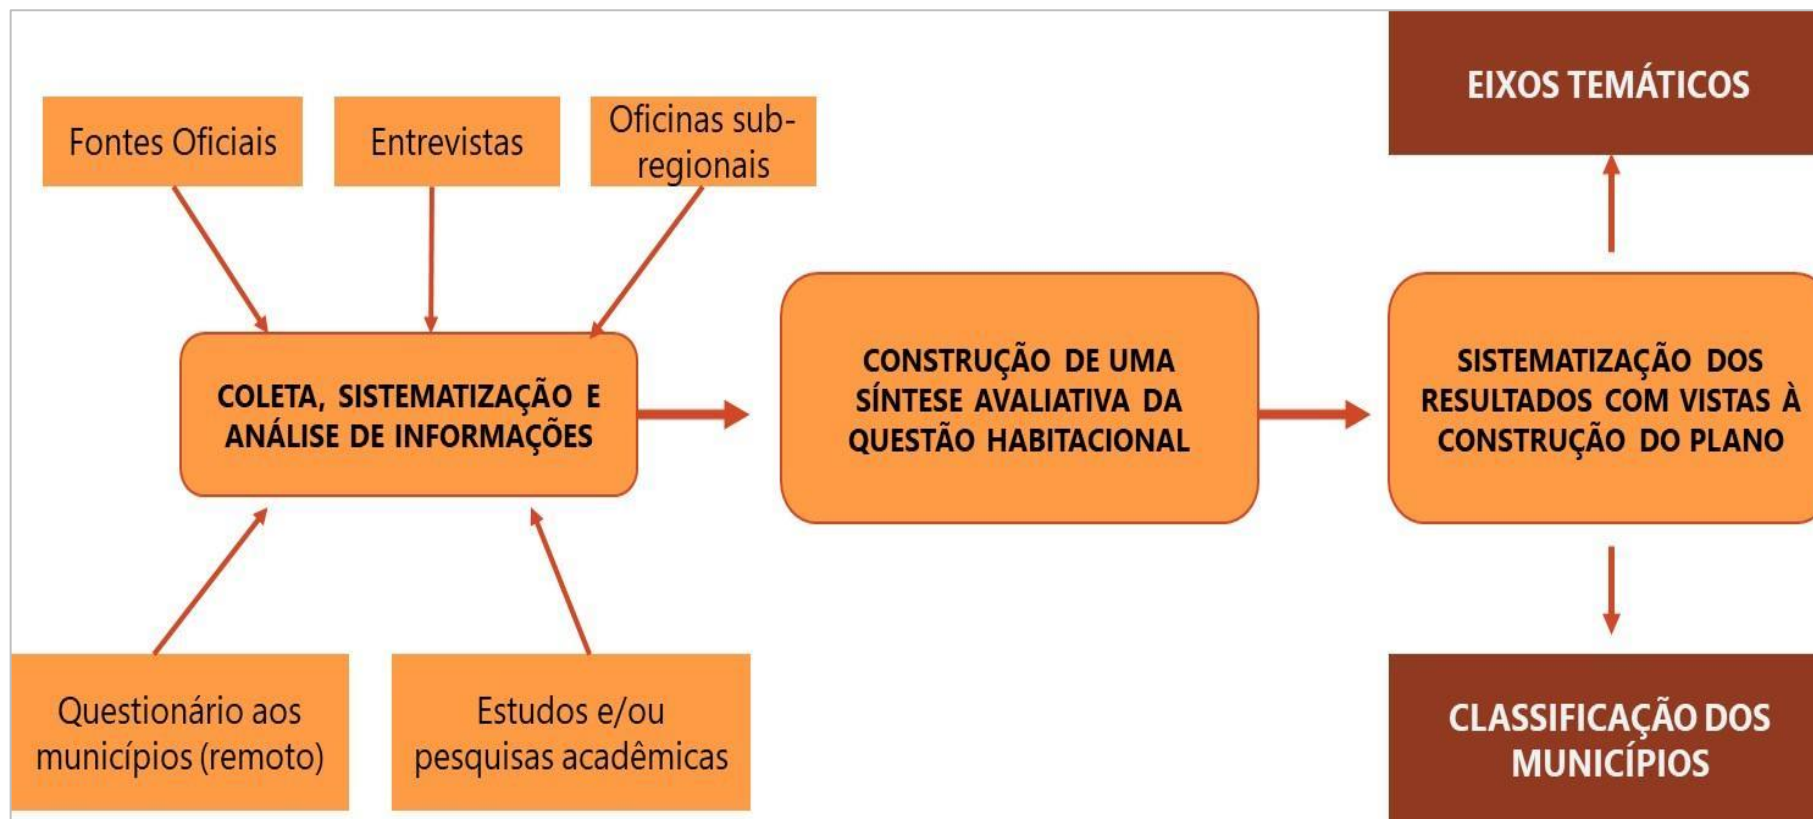 EIXOS TEMÁTICOS
Fontes Oficiais
Entrevistas
Oficinas sub-
regionais
COLETA, SISTEMATIZAÇÃO E
ANÁLISE DE INFORMAÇÕES
CONSTRUÇÃO DE UMA
SÍNTESE AVALIATIVA DA
QUESTÃO HABITACIONAL
SISTEMATIZAÇÃO DOS
RESULTADOS COM VISTAS À
CONSTRUÇÃO DO PLANO
Questionário aos
municípios (remoto)
Estudos e/ou
pesquisas acadêmicas
CLASSIFICAÇÃO DOS
MUNICÍPIOS